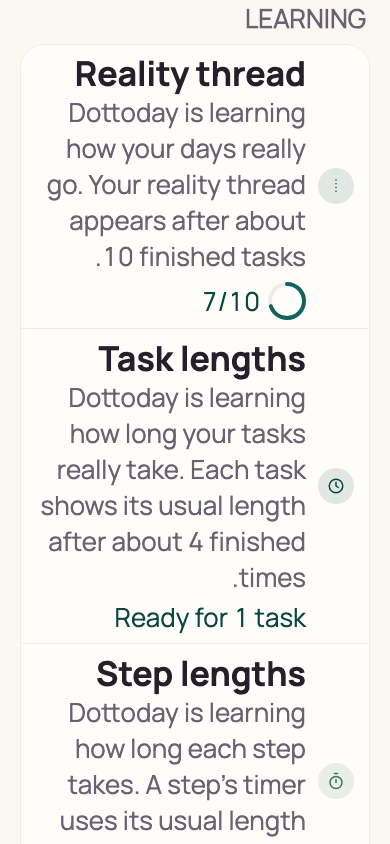 LEARNING
Reality thread
Dottoday is learning
how your days really
go. Your reality thread
appears after about
.10 finished tasks
7/10
Task lengths
Dottoday is learning
how long your tasks
really take. Each task
shows its usual length
after about 4 finished
.times
Ready for 1 task
Step lengths
Dottoday is learning
how long each step
takes. A step's timer
uses its usual length